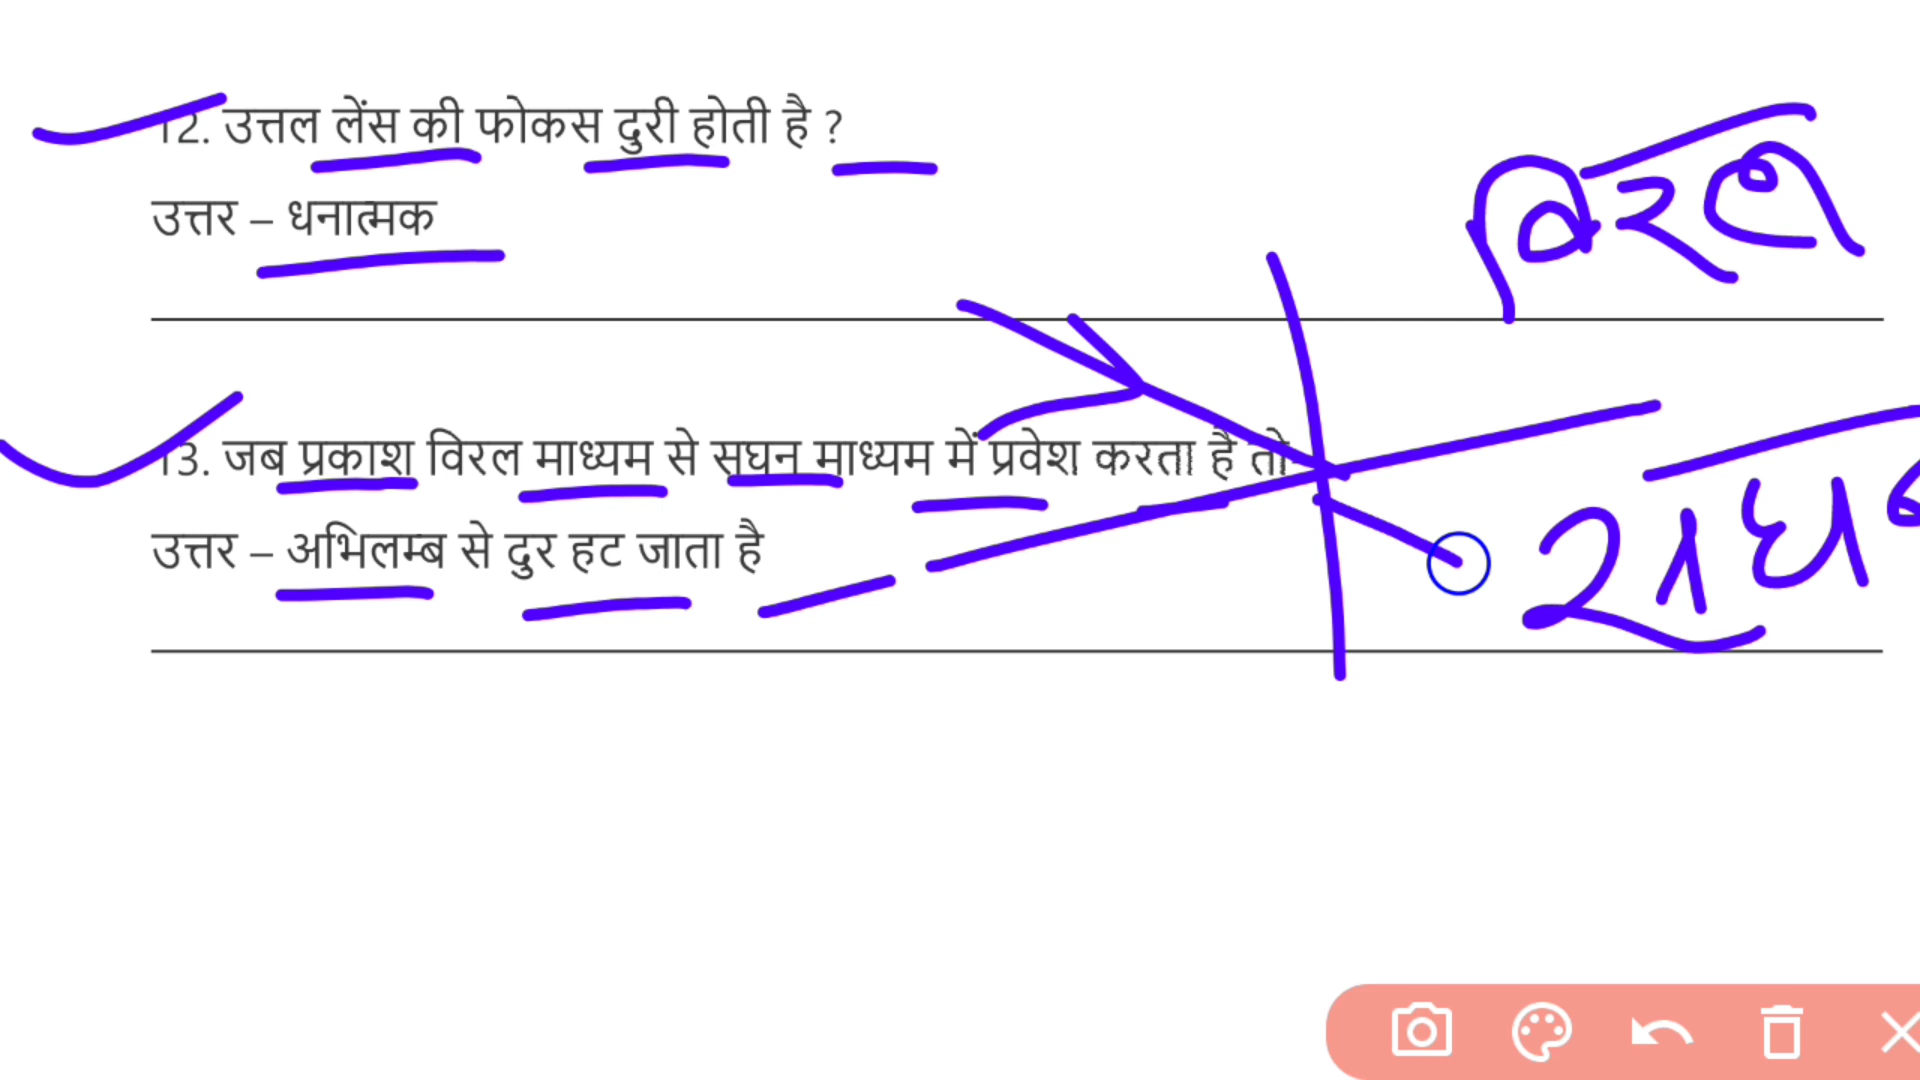 12. उत्तल लेंस की फोकस दुरी होती है ?
उत्तर – धनात्मक
विरल
13. जब प्रकाश विरल माध्यम से सघन माध्यम में प्रवेश करता है तो-
उत्तर – अभिलम्ब से दुर हट जाता है